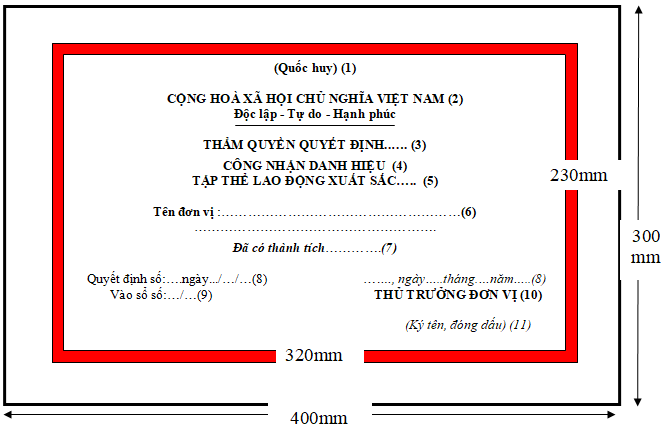 (Quốc huy) (1)
CỘNG HOÀ XÃ HỘI CHỦ NGHĨA VIỆT NAM (2)
Độc lập - Tự do - Hạnh phúc
THẨM QUYỀN QUYẾT ĐỊNH...... (3)
CÔNG NHẬN DANH HIỆU (4)
TẬP THỂ LAO ĐỘNG XUẤT SẮC..... (5)
230mm
Tên đơn vị :……………………………………………(6)
……………………………………………
300
mm
Đã có thành tích………….(7)
Quyết định số:….ngày.../…/…(8)
……., ngày.....tháng....năm.....(8)
Vào sổ số:…/…(9)
THỦ TRƯỞNG ĐƠN VỊ (10)
(Ký tên, đóng dấu) (11)
320mm
400mm